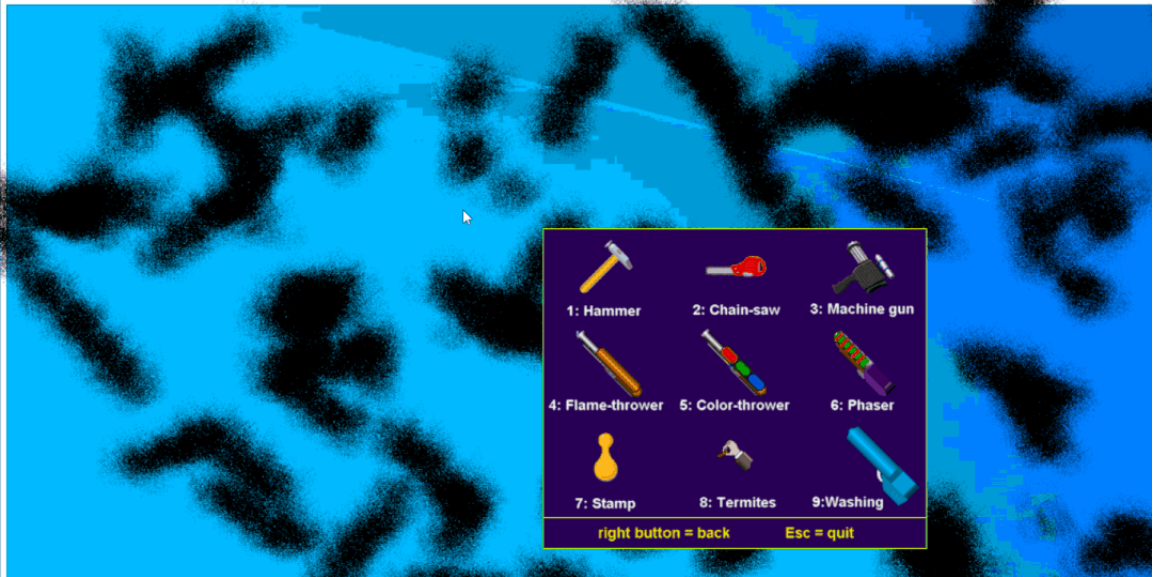 1: Hammer
2: Chain-saw
3: Machine gun
4: Flame-thrower
5: Color-thrower
6: Phaser
7: Stamp
8: Termites
9:Washing
right button = back
Esc = quit